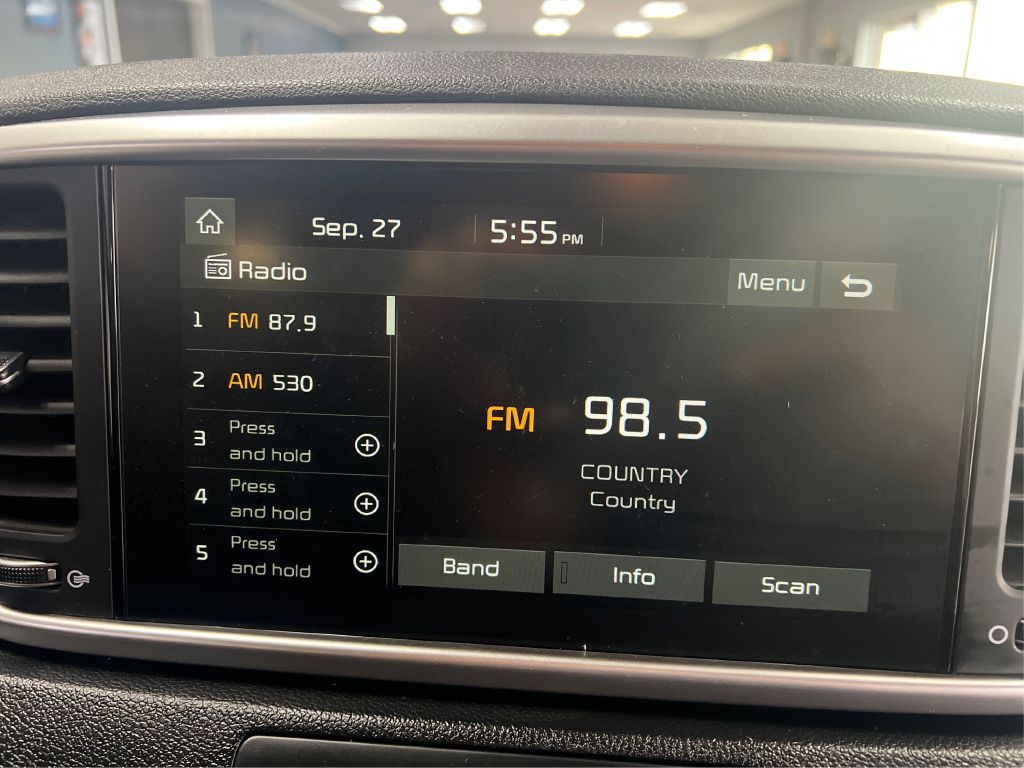 Sep. 27
5:55 PM
Radio
Menu
1 FM 87.9
2 AM 530
3 Press
and hold
4 Press
and hold
5 Press
and hold
FM 98.5
COUNTRY
Country
Band
Info
Scan